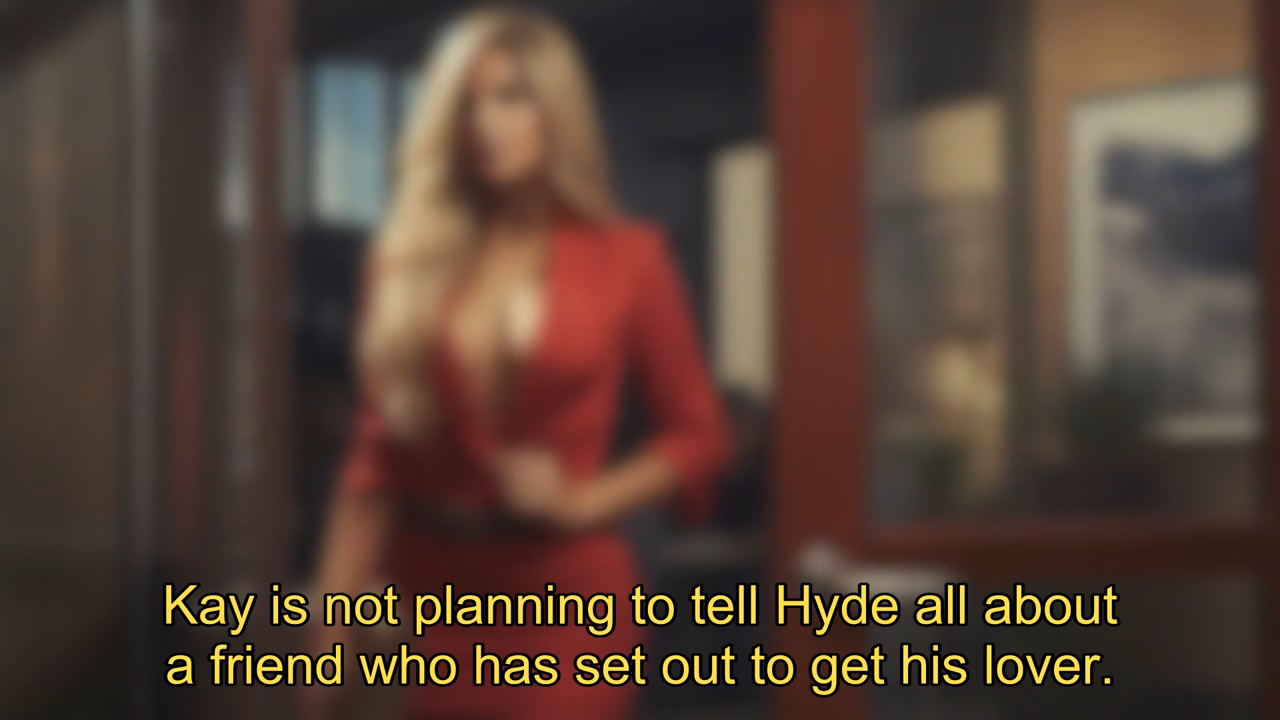 Kay is not planning to tell Hyde all about
a friend who has set out to get his lover.